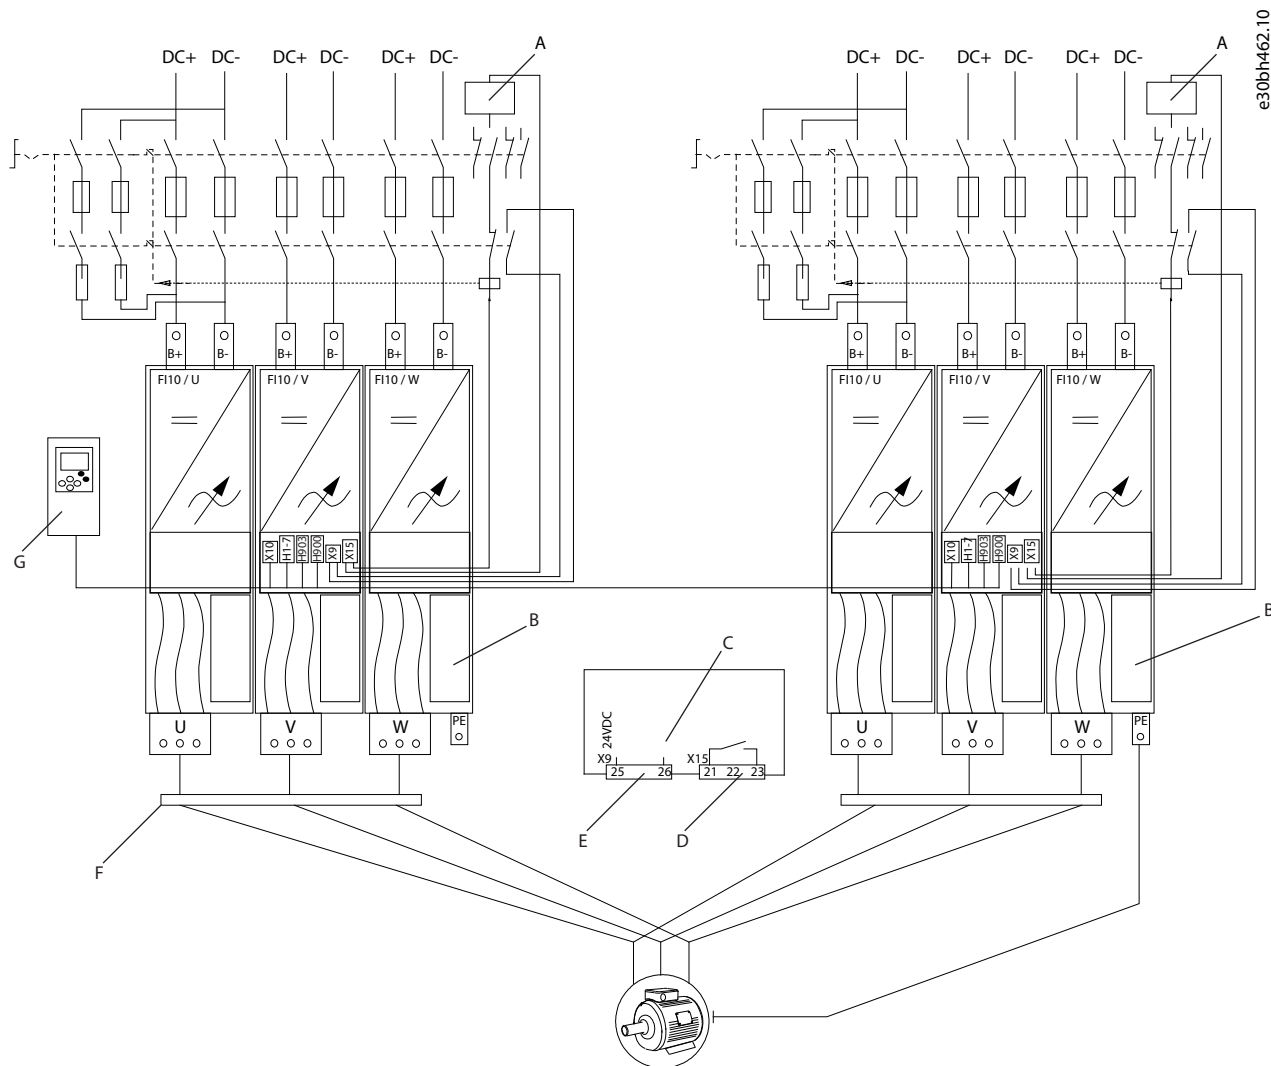 e30bh462.10
A
A
DC+ DC- DC+ DC- DC+ DC-
DC+ DC- DC+ DC- DC+ DC-
B+ B- B+ B- B+ B-
B+ B- B+ B- B+ B-
FI10 / U FI10 / V FI10 / W
FI10 / U FI10 / V FI10 / W
G
X10 H1-7 H903 H900 X9 X15
X10 H1-7 H903 H900 X9 X15
B
B
C
U V W PE
U V W PE
24VDC
X9 X15
25 26 21 22 23
E D
F